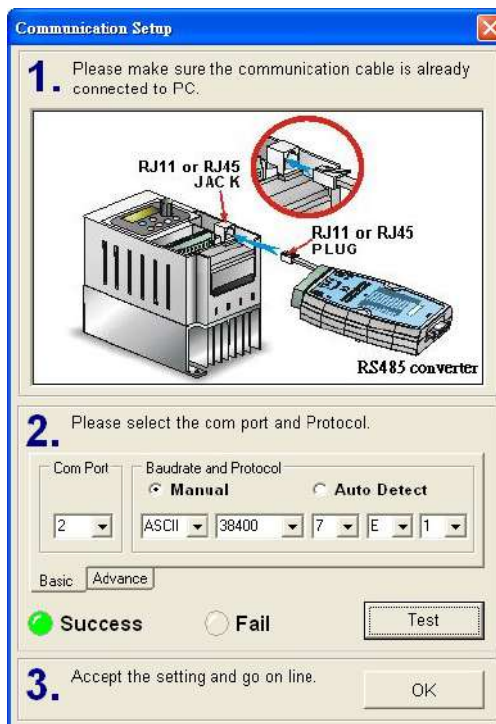 Communication Setup
1. Please make sure the communication cable is already
connected to PC.
RJ11 or RJ45
JACK
RJ11 or RJ45
PLUG
RS485 converter
2. Please select the com port and Protocol.
Com Port
Baudrate and Protocol
Manual
Auto Detect
2
ASCII
38400
7
E
1
Basic
Advance
Success
Fail
Test
3. Accept the setting and go on line.
OK